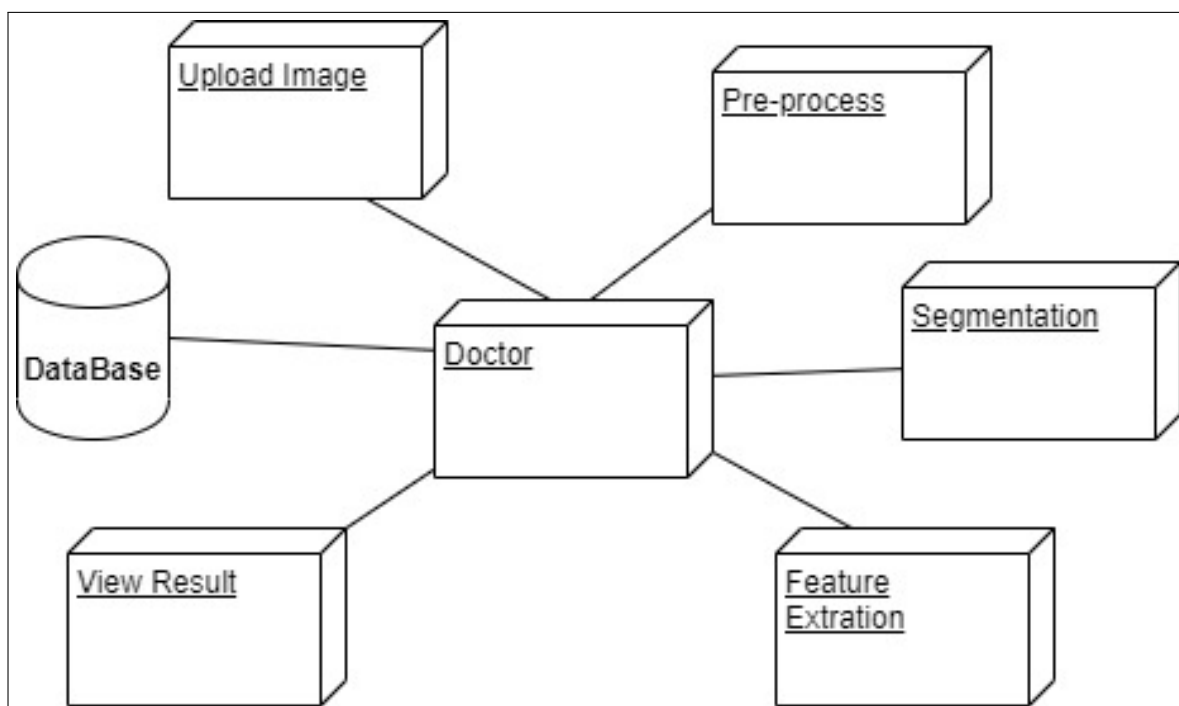 Upload Image
Pre-process
Segmentation
DataBase
Doctor
View Result
Feature
Extration